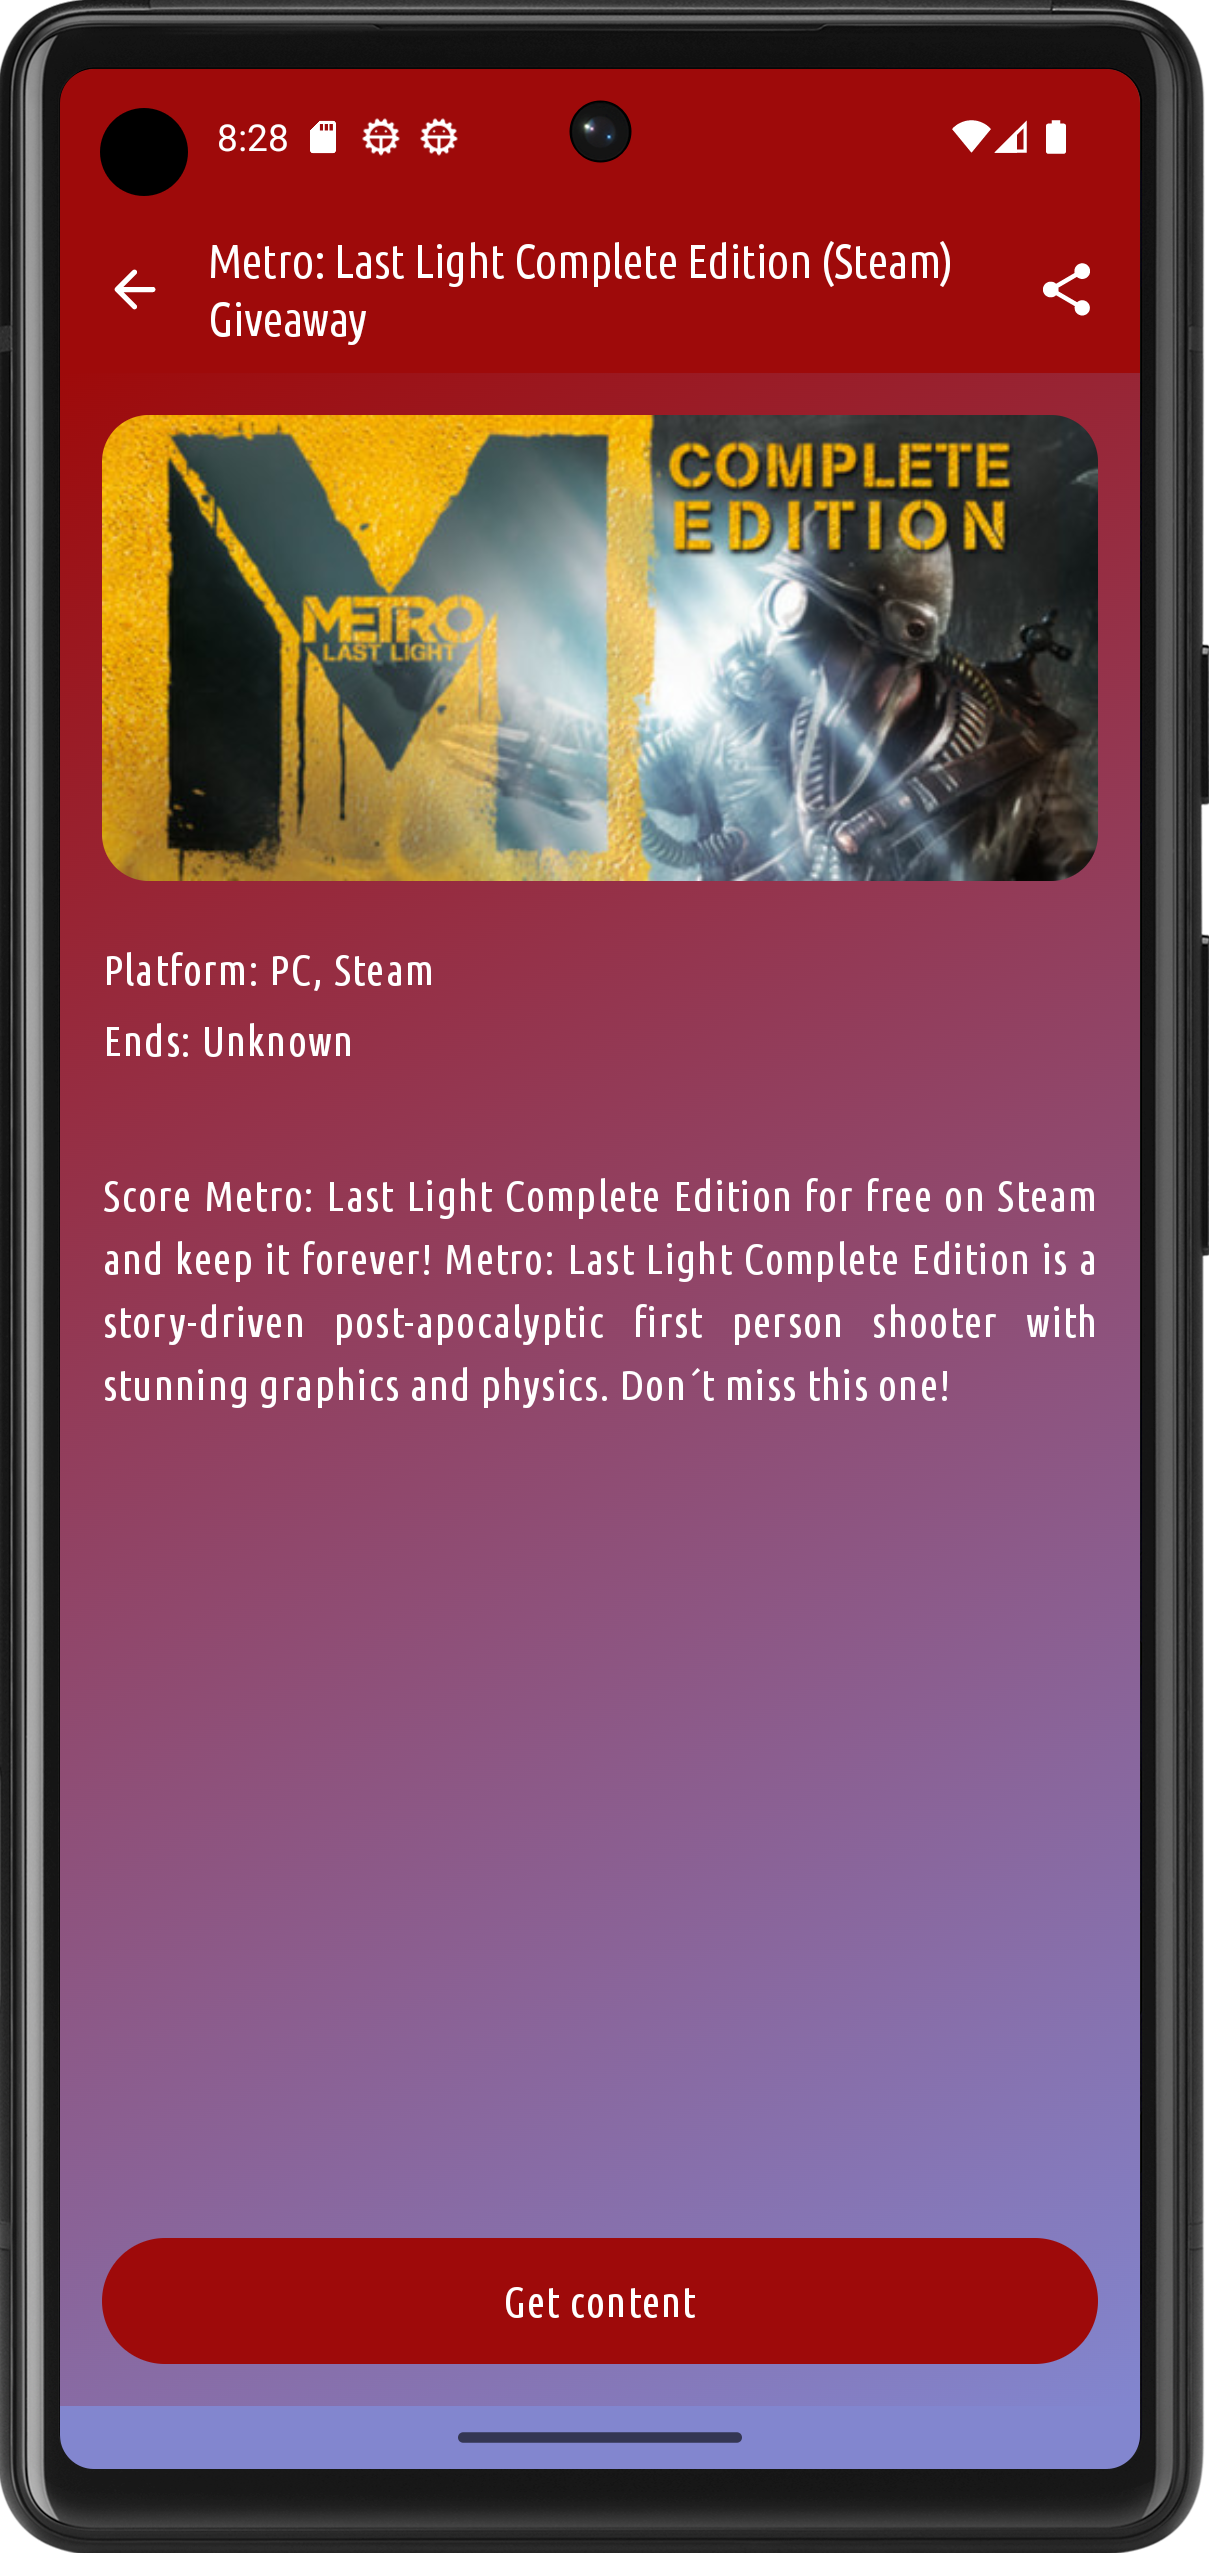 8:28
Metro: Last Light Complete Edition (Steam)
Giveaway
COMPLETE
EDITION
METRO
LAST LIGHT
Platform: PC, Steam
Ends: Unknown
Score Metro: Last Light Complete Edition for free on Steam
and keep it forever! Metro: Last Light Complete Edition is a
story-driven post-apocalyptic first person shooter with
stunning graphics and physics. Don´t miss this one!
Get content